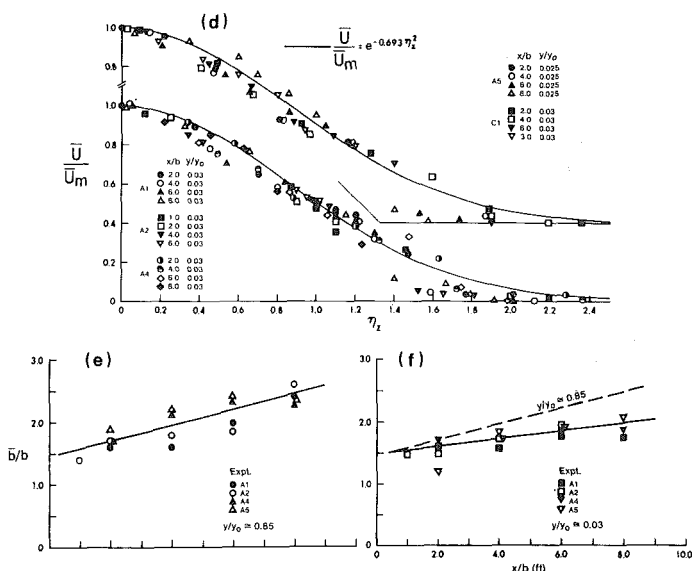 (d)
U̅/U̅m = e^-0.693 η_z^2
x/b y/y₀
A5
2.0 0.025
4.0 0.025
6.0 0.025
8.0 0.025
C1
2.0 0.03
4.0 0.03
6.0 0.03
3.0 0.03
1.0
0.8
1.0
0.8
0.6
0.4
0.2
0
U̅/U̅m
x/b y/y₀
A1
2.0 0.03
4.0 0.03
6.0 0.03
8.0 0.03
A2
1.0 0.03
2.0 0.03
4.0 0.03
6.0 0.03
A4
2.0 0.03
4.0 0.03
6.0 0.03
8.0 0.03
0.6
0.4
0 0.2 0.4 0.6 0.8 1.0 1.2 1.4 1.6 1.8 2.0 2.2 2.4
η_z
(e)
3.0
2.0
1.0
0
b̅/b
Expt.
A1
A2
A4
A5
y/y₀ ≃ 0.85
(f)
3.0
2.0
1.0
0
y/y₀ ≃ 0.85
Expt.
A1
A2
A4
A5
y/y₀ ≃ 0.03
0 2.0 4.0 6.0 8.0 10.0
x/b (ft)